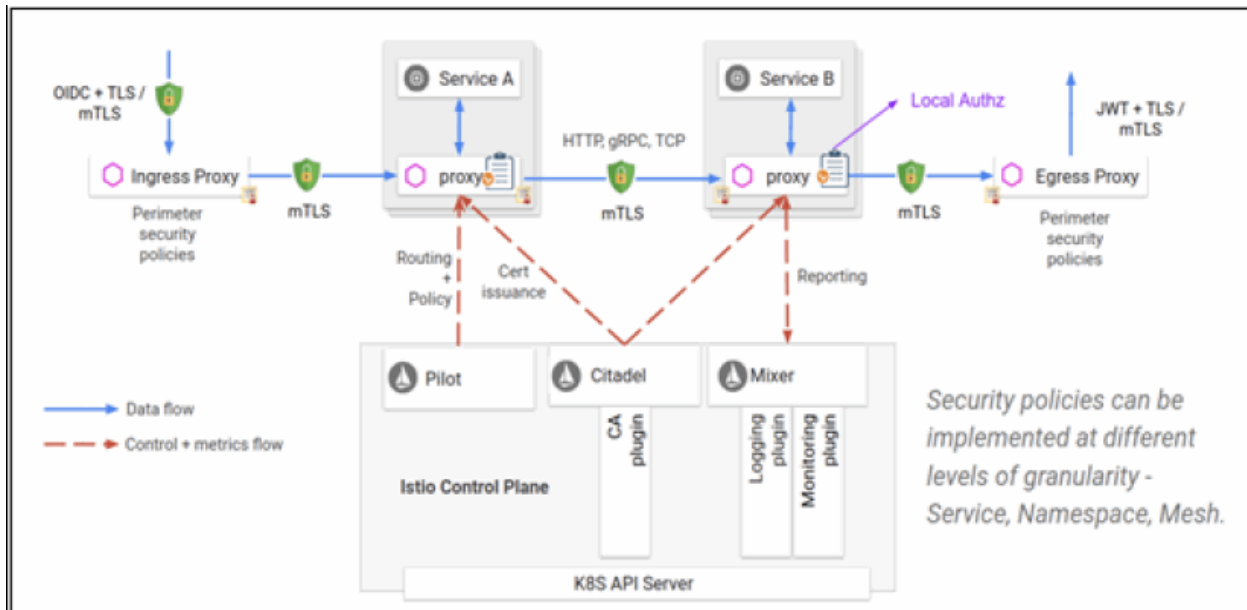 Service A
Service B
OIDC + TLS /
mTLS
Local Authz
JWT + TLS /
mTLS
HTTP, gRPC, TCP
Ingress Proxy
proxy
proxy
Egress Proxy
mTLS
mTLS
mTLS
Perimeter
security
policies
Perimeter
security
policies
Routing
+
Policy
Cert
issuance
Reporting
Pilot
Citadel
Mixer
Data flow
Control + metrics flow
CA
plugin
Logging
plugin
Monitoring
plugin
Istio Control Plane
K8S API Server
Security policies can be
implemented at different
levels of granularity -
Service, Namespace, Mesh.